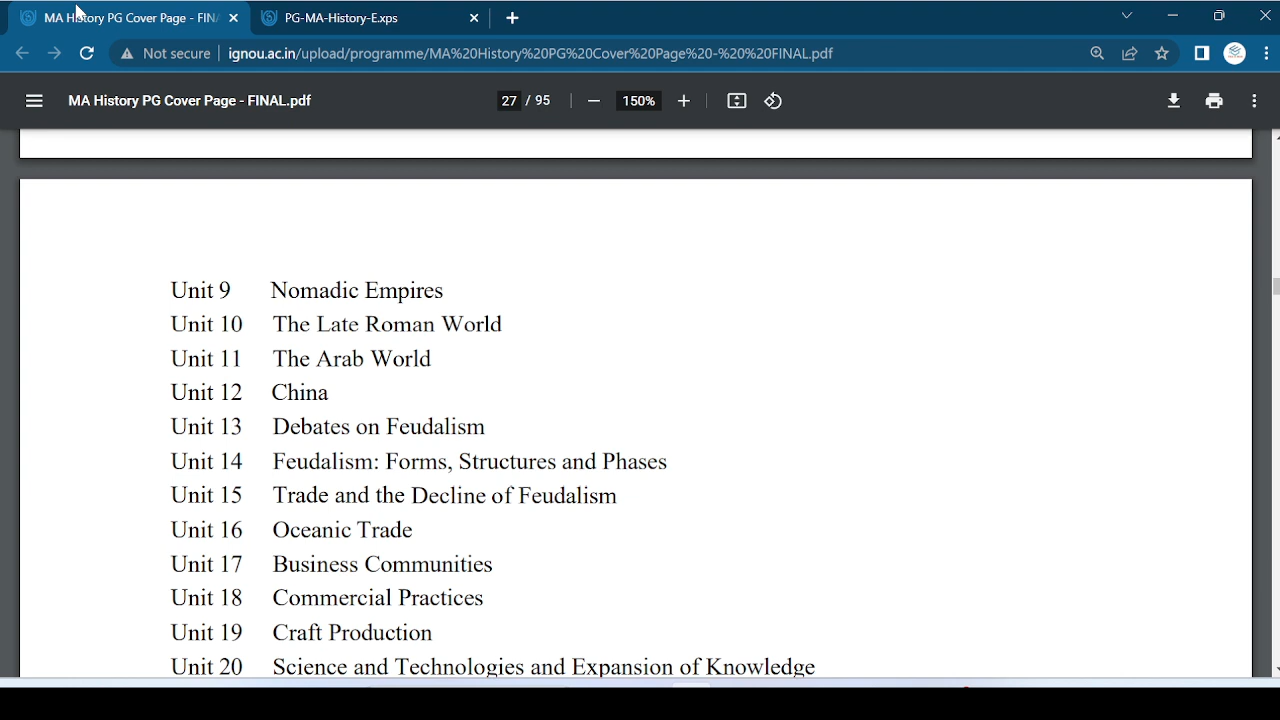 MA History PG Cover Page - FIN
PG-MA-History-E.xps
Not secure ignou.ac.in/upload/programme/MA%20History%20PG%20Cover%20Page%20-%20%20FINAL.pdf
MA History PG Cover Page - FINAL.pdf 27 / 95 150%
Unit 9 Nomadic Empires
Unit 10 The Late Roman World
Unit 11 The Arab World
Unit 12 China
Unit 13 Debates on Feudalism
Unit 14 Feudalism: Forms, Structures and Phases
Unit 15 Trade and the Decline of Feudalism
Unit 16 Oceanic Trade
Unit 17 Business Communities
Unit 18 Commercial Practices
Unit 19 Craft Production
Unit 20 Science and Technologies and Expansion of Knowledge